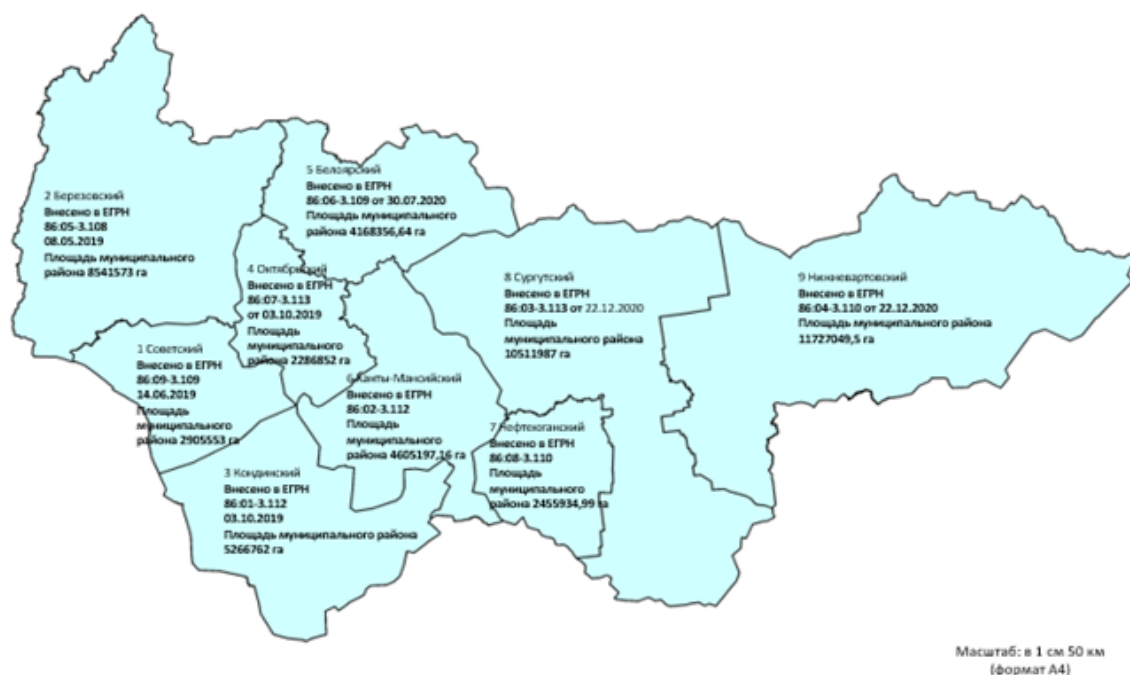 5 Белоярский
Внесено в ЕГРН
86:06-3.109 от 30.07.2020
Площадь муниципального
района 4168356,64 га
2 Березовский
Внесено в ЕГРН
86:05-3.108
08.05.2019
Площадь муниципального
района 8541573 га
4 Октябрьский
Внесено в ЕГРН
86:07-3.113
от 03.10.2019
Площадь
муниципального
района 2286852 га
8 Сургутский
Внесено в ЕГРН
86:03-3.113 от 22.12.2020
Площадь
муниципального района
10511987 га
9 Нижневартовский
Внесено в ЕГРН
86:04-3.110 от 22.12.2020
Площадь муниципального района
11727049,5 га
1 Советский
Внесено в ЕГРН
86:09-3.109
14.06.2019
Площадь
муниципального
района 2905553 га
6 Ханты-Мансийский
Внесено в ЕГРН
86:02-3.112
Площадь
муниципального
района 4605197,16 га
7 Нефтеюганский
Внесено в ЕГРН
86:08-3.110
Площадь
муниципального
района 2455934,99 га
3 Кондинский
Внесено в ЕГРН
86:01-3.112
03.10.2019
Площадь муниципального района
5266762 га
Масштаб: в 1 см 50 км
(формат А4)